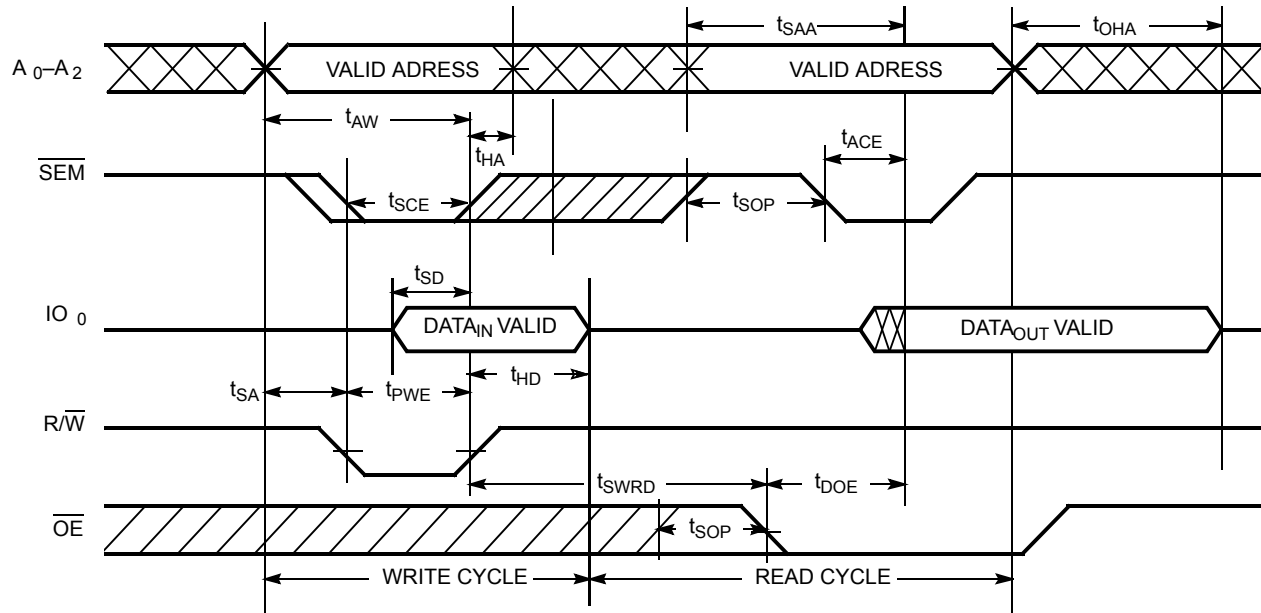 tSAA
tOHA
A 0–A 2
VALID ADRESS
VALID ADRESS
tAW
tHA
tACE
SEM
tSCE
tSOP
tSD
IO 0
DATAIN VALID
DATAOUT VALID
tSA
tPWE
tHD
R/W
tSWRD
tDOE
OE
tSOP
WRITE CYCLE
READ CYCLE